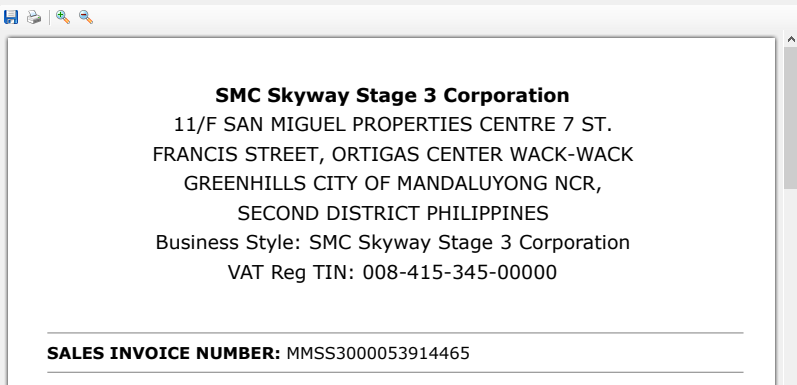 SMC Skyway Stage 3 Corporation
11/F SAN MIGUEL PROPERTIES CENTRE 7 ST.
FRANCIS STREET, ORTIGAS CENTER WACK-WACK
GREENHILLS CITY OF MANDALUYONG NCR,
SECOND DISTRICT PHILIPPINES
Business Style: SMC Skyway Stage 3 Corporation
VAT Reg TIN: 008-415-345-00000
SALES INVOICE NUMBER: MMSS3000053914465